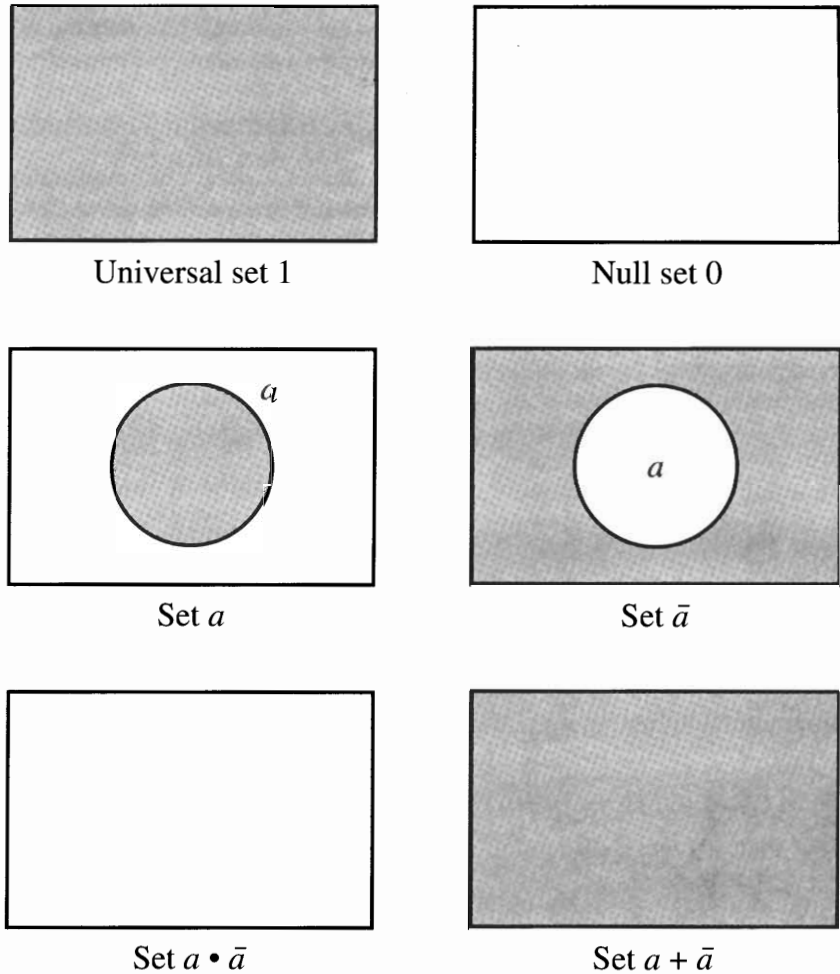 Universal set 1
Null set 0
a
a
Set a
Set ā
Set a • ā
Set a + ā